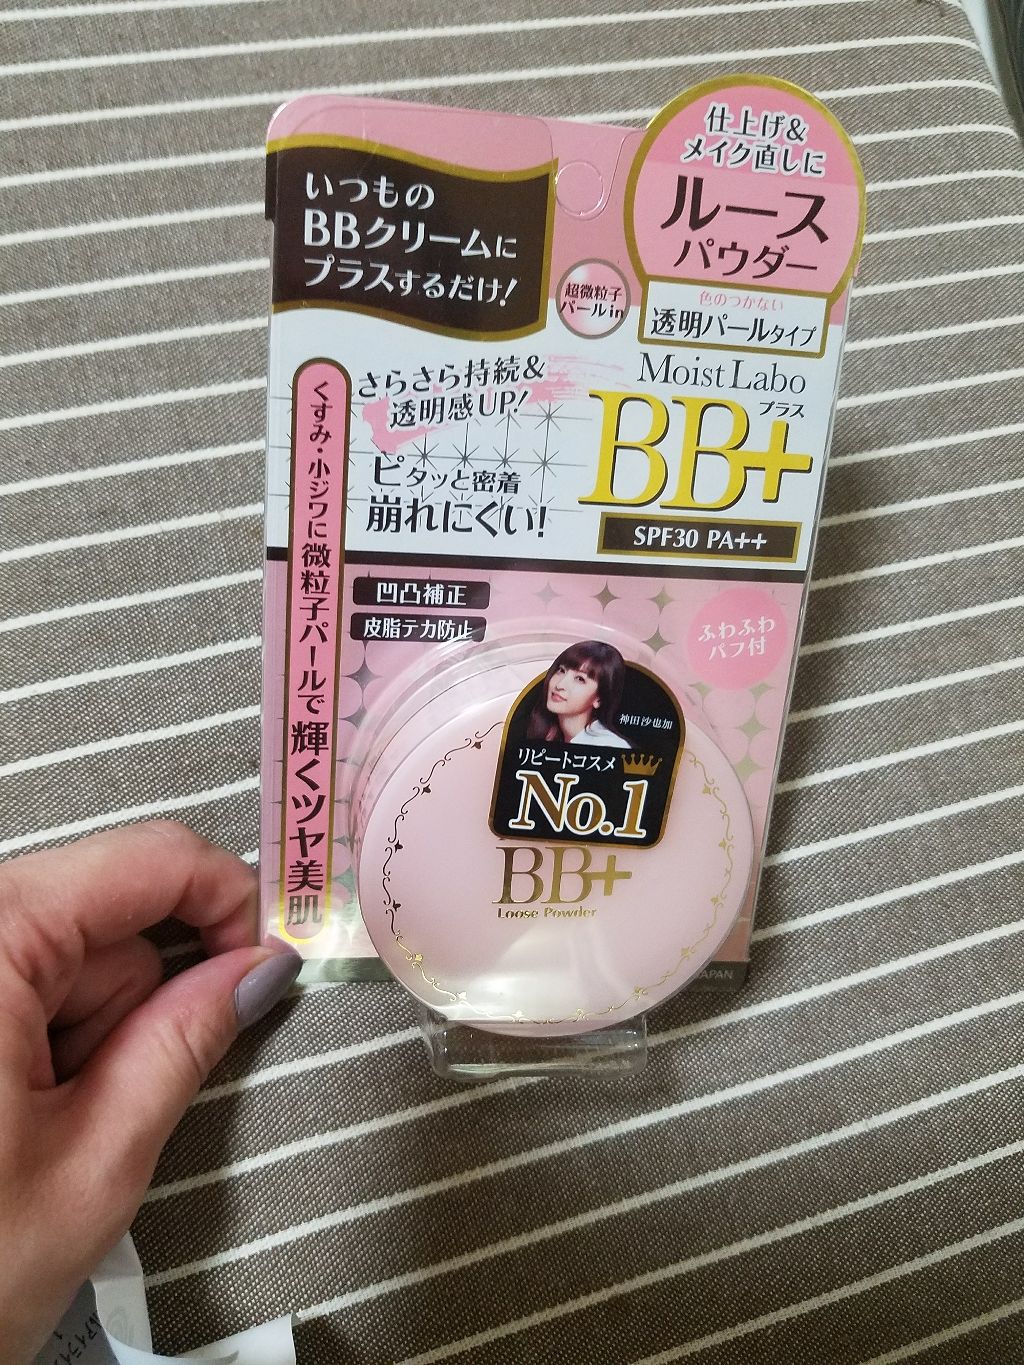 仕上げ&
メイク直しに
ルース
パウダー
色のつかない
透明パールタイプ
いつもの
BBクリームに
プラスするだけ!
超微粒子
パールin
Moist Labo
BB+
プラス
SPF30 PA++
さらさら持続&
透明感UP!
ピタッと密着
崩れにくい!
くすみ・小ジワに微粒子パールで輝くツヤ美肌
凹凸補正
皮脂テカ防止
ふわふわ
パフ付
神田沙也加
リピートコスメ
No.1
BB+
Loose Powder
JAPAN